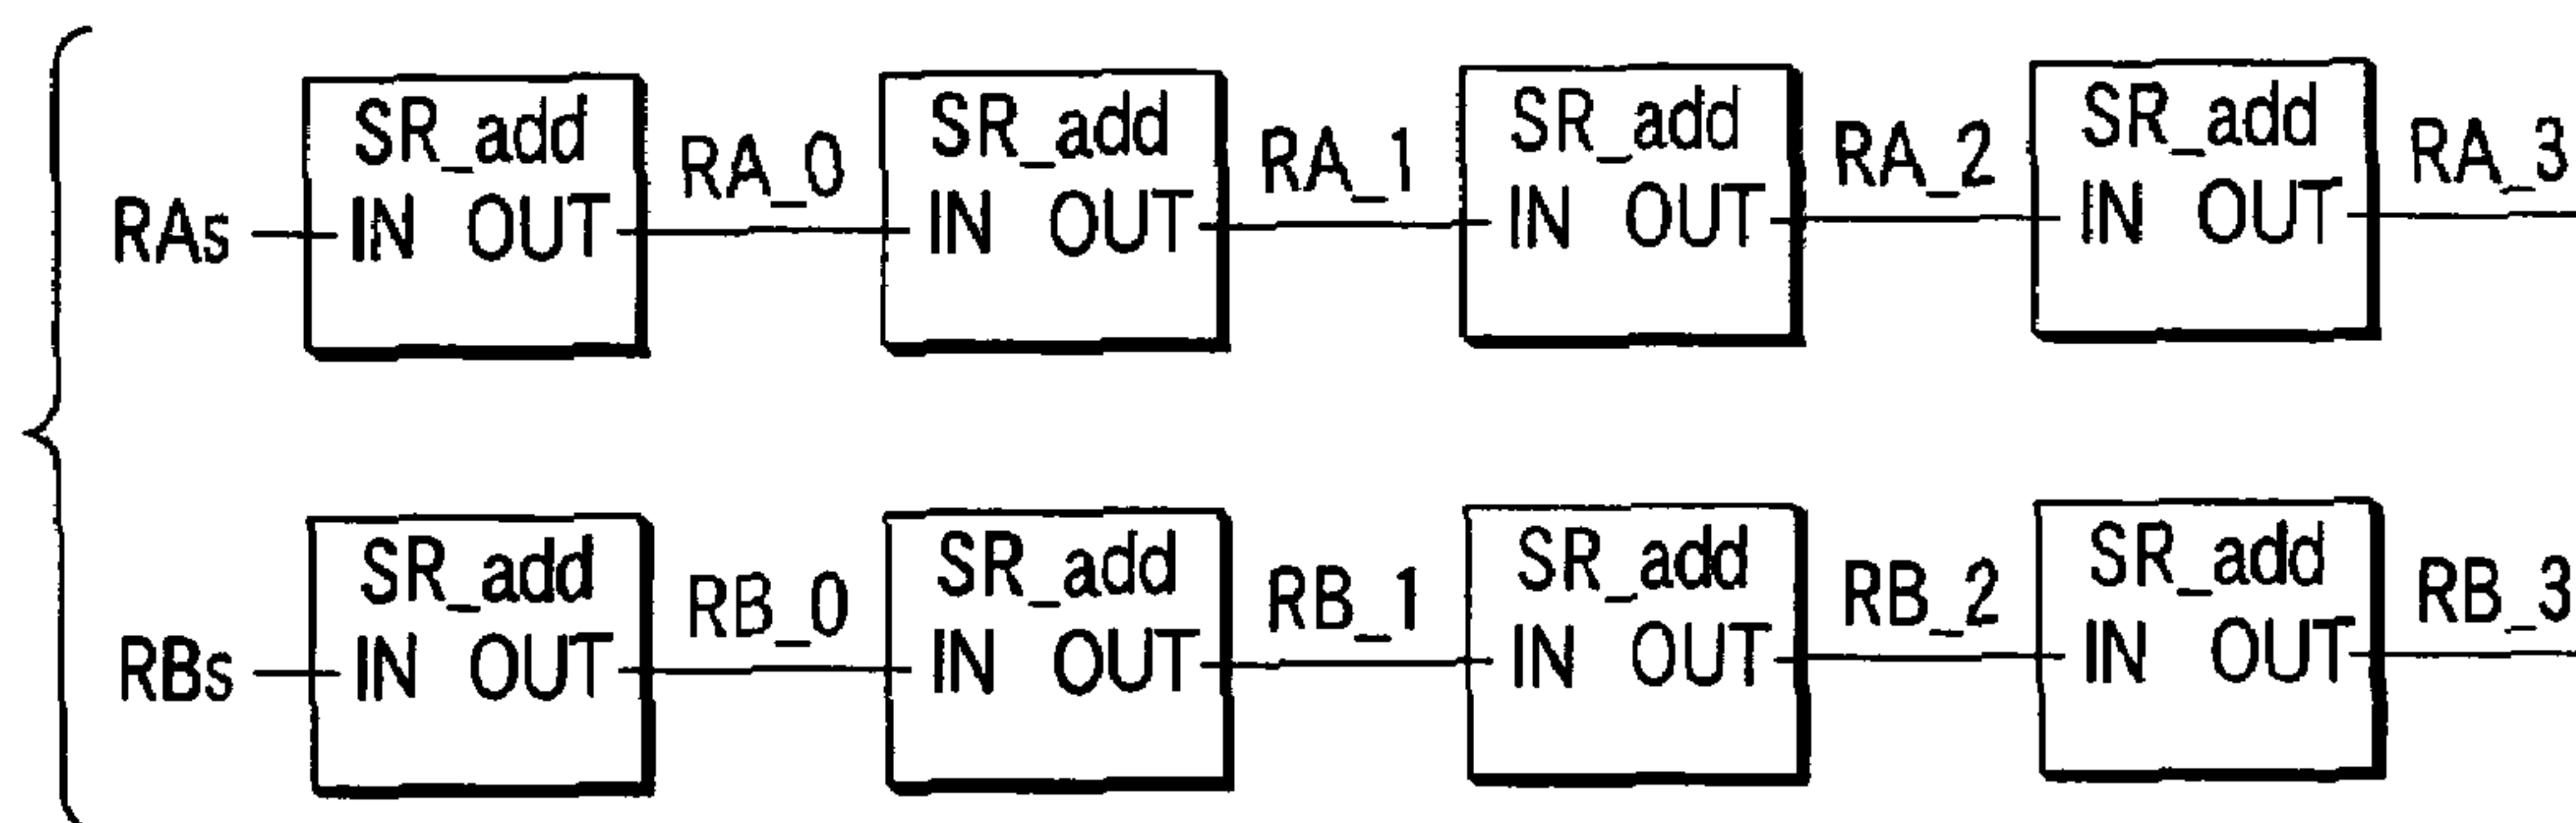 SR_add SR_add SR_add SR_add
RA_0 RA_1 RA_2 RA_3
RAs IN OUT IN OUT IN OUT IN OUT
SR_add SR_add SR_add SR_add
RB_0 RB_1 RB_2 RB_3
RBs IN OUT IN OUT IN OUT IN OUT